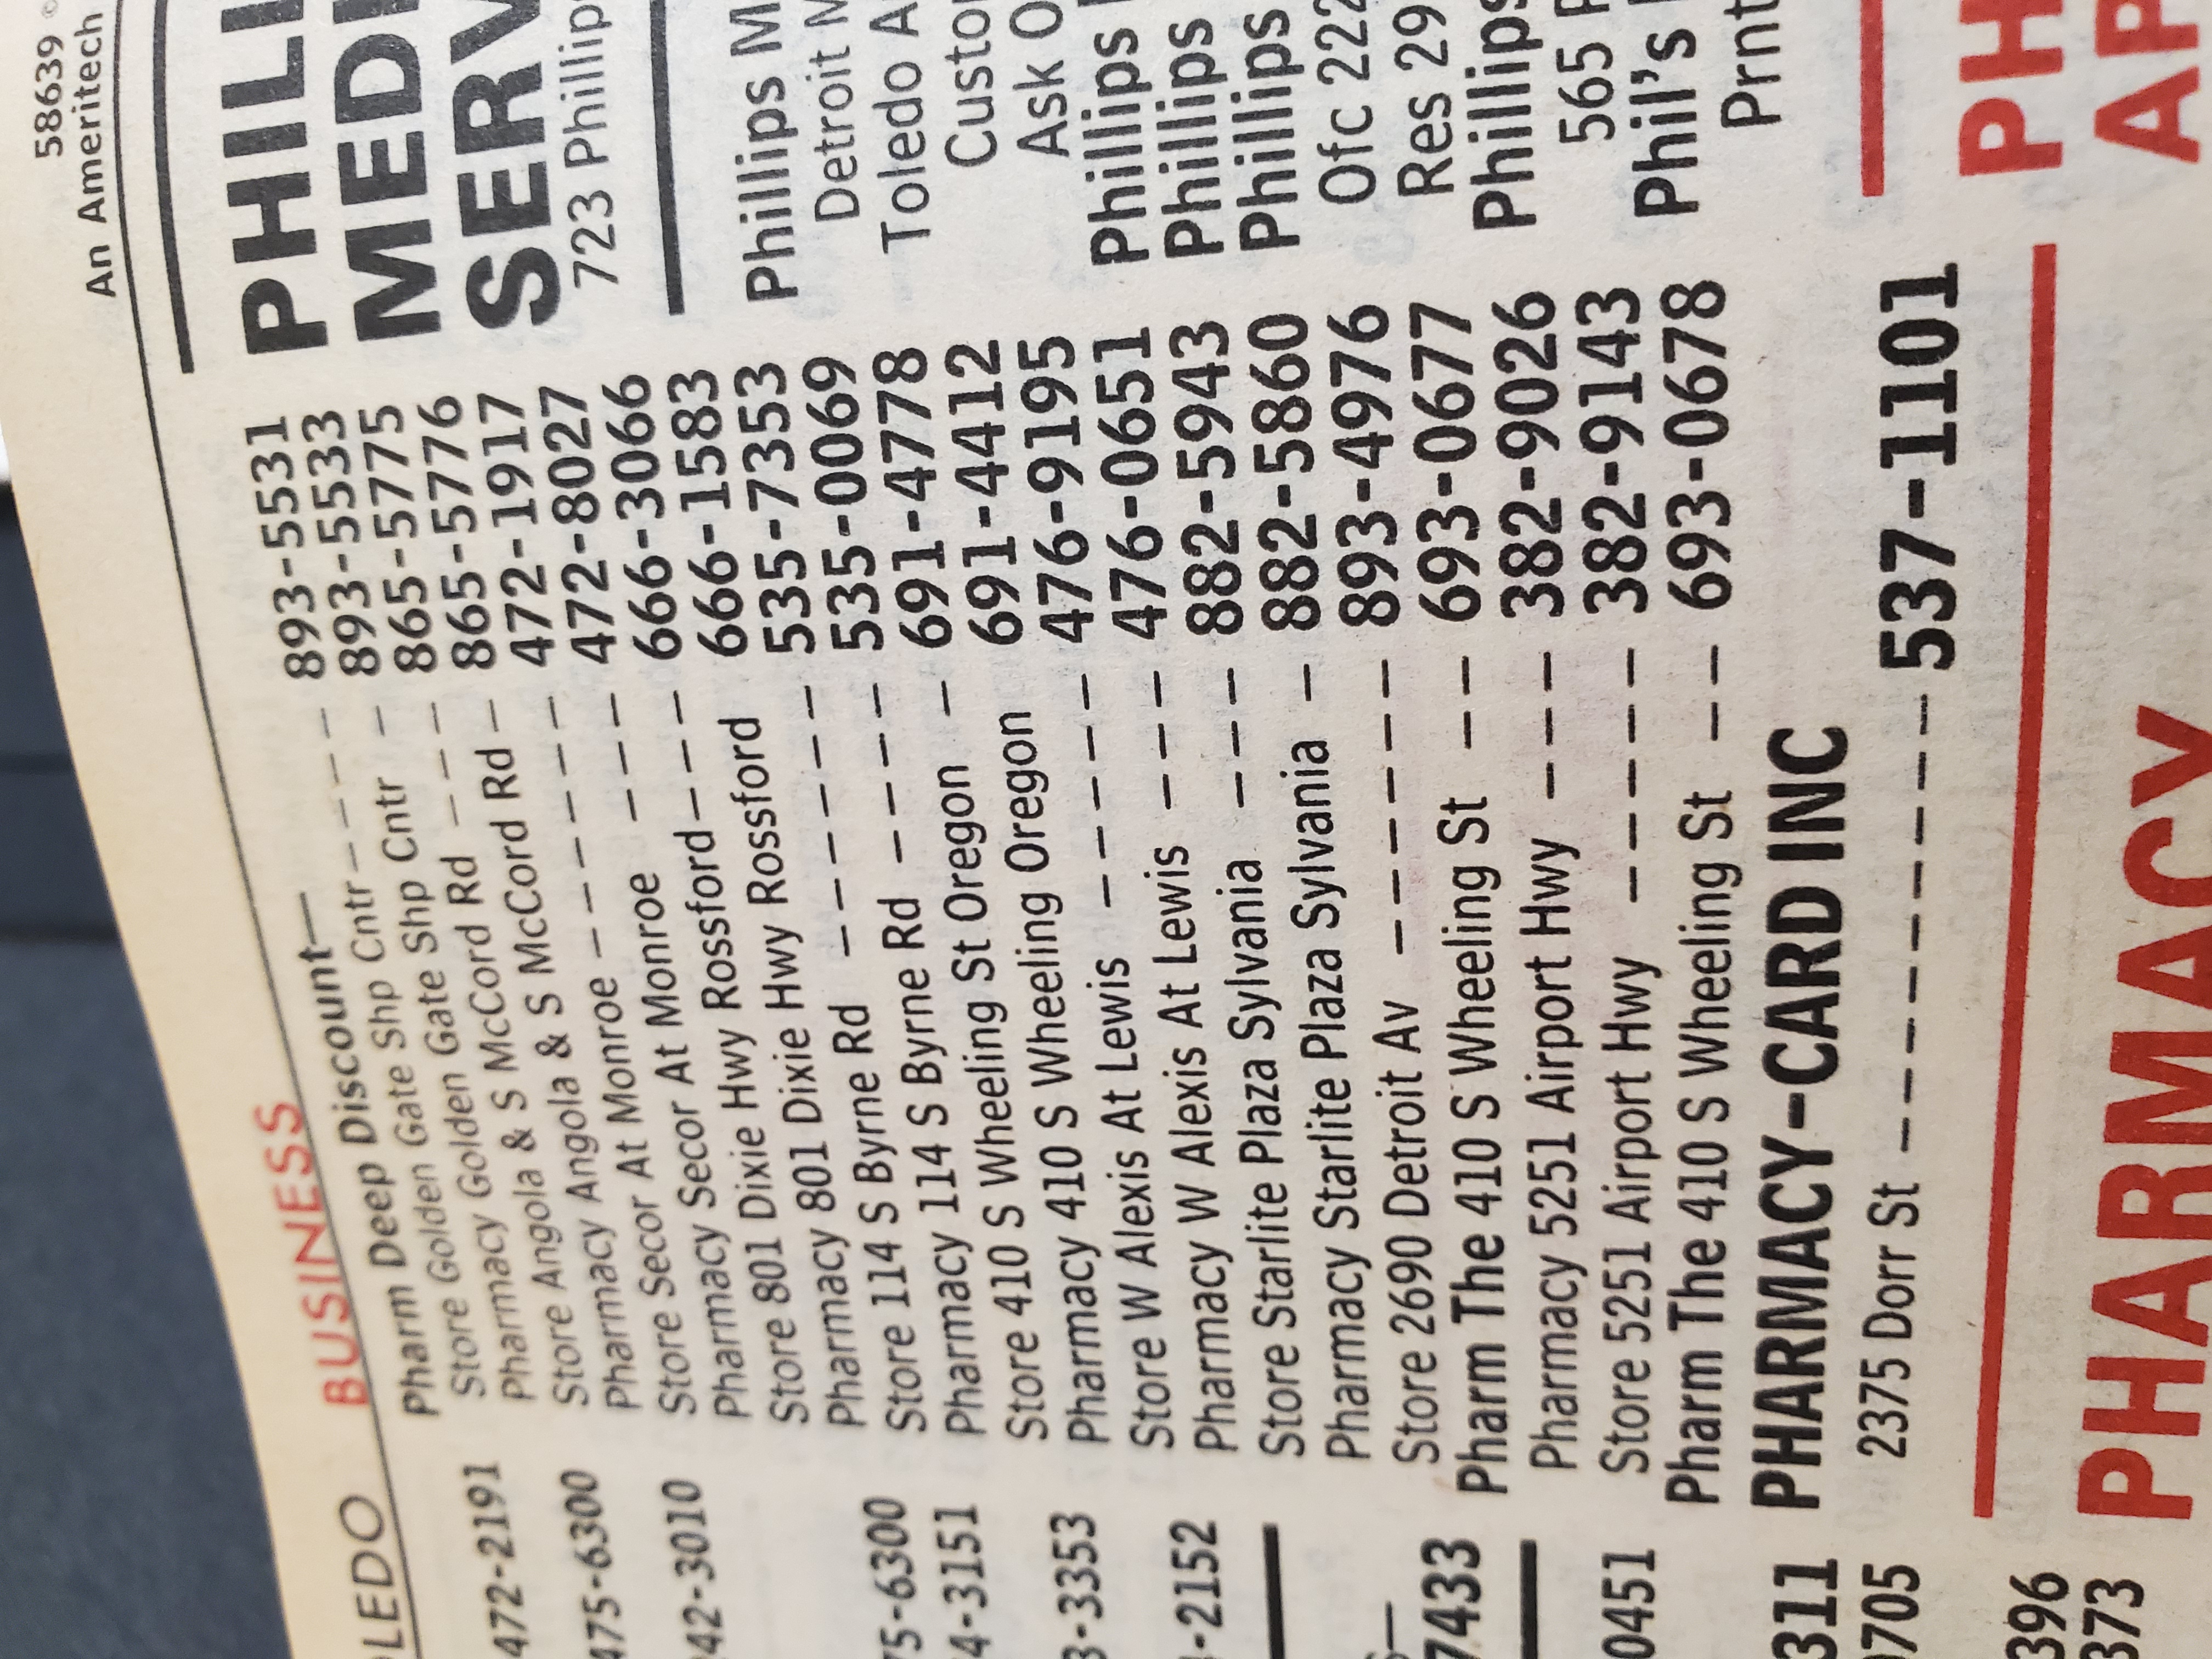 BUSINESS
58639
An Ameritech
472-2191
475-6300
3010
6300
3151
3353
2152
7433
0451
311
0705
396
373
Pharm Deep Discount—
Store Golden Gate Shp Cntr ----- 893-5531
Pharmacy Golden Gate Shp Cntr - 893-5533
Store Angola & S McCord Rd ---- 865-5775
Pharmacy Angola & S McCord Rd - 865-5776
Store Secor At Monroe ------ 472-1917
Pharmacy Secor At Monroe ---- 472-8027
Store 801 Dixie Hwy Rossford ---- 666-3066
Pharmacy 801 Dixie Hwy Rossford 666-1583
Store 114 S Byrne Rd ------- 535-7353
Pharmacy 114 S Byrne Rd ----- 535-0069
Store 410 S Wheeling St Oregon - 691-4778
Pharmacy 410 S Wheeling Oregon 691-4412
Store W Alexis At Lewis ------ 476-9195
Pharmacy W Alexis At Lewis ---- 476-0651
Store Starlite Plaza Sylvania ---- 882-5943
Pharmacy Starlite Plaza Sylvania - 882-5860
Store 2690 Detroit Av ------- 893-4976
Pharm The 410 S Wheeling St -- 693-0677
Pharmacy 5251 Airport Hwy ---- 382-9026
Store 5251 Airport Hwy ------ 382-9143
Pharm The 410 S Wheeling St -- 693-0678
PHARMACY-CARD INC
2375 Dorr St ----------- 537-1101
PHARMACY
PHIL
MEDI
SERV
723 Phillip
Phillips M
Detroit M
Toledo A
Custo
Ask O
Phillips
Phillips
Phillips
Ofc 222
Res 29
Phillips
565
Phil's
Prnt
PH
AP